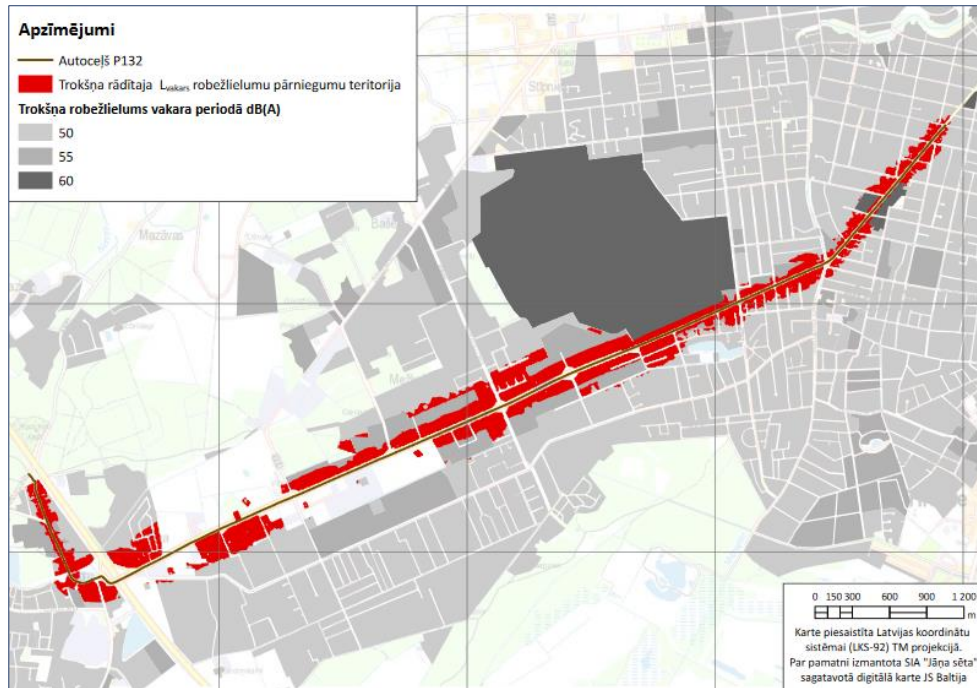 Apzīmējumi
Autoceļš P132
Trokšņa rādītaja Lvakars robežlielumu pārniegumu teritorija
Trokšņa robežlielums vakara periodā dB(A)
50
55
60
Mazāvas
0 150 300 600 900 1 200
m
Karte piesaistīta Latvijas koordinātu
sistēmai (LKS-92) TM projekcijā.
Par pamatni izmantota SIA "Jāņa sēta"
sagatavotā digitālā karte JS Baltija